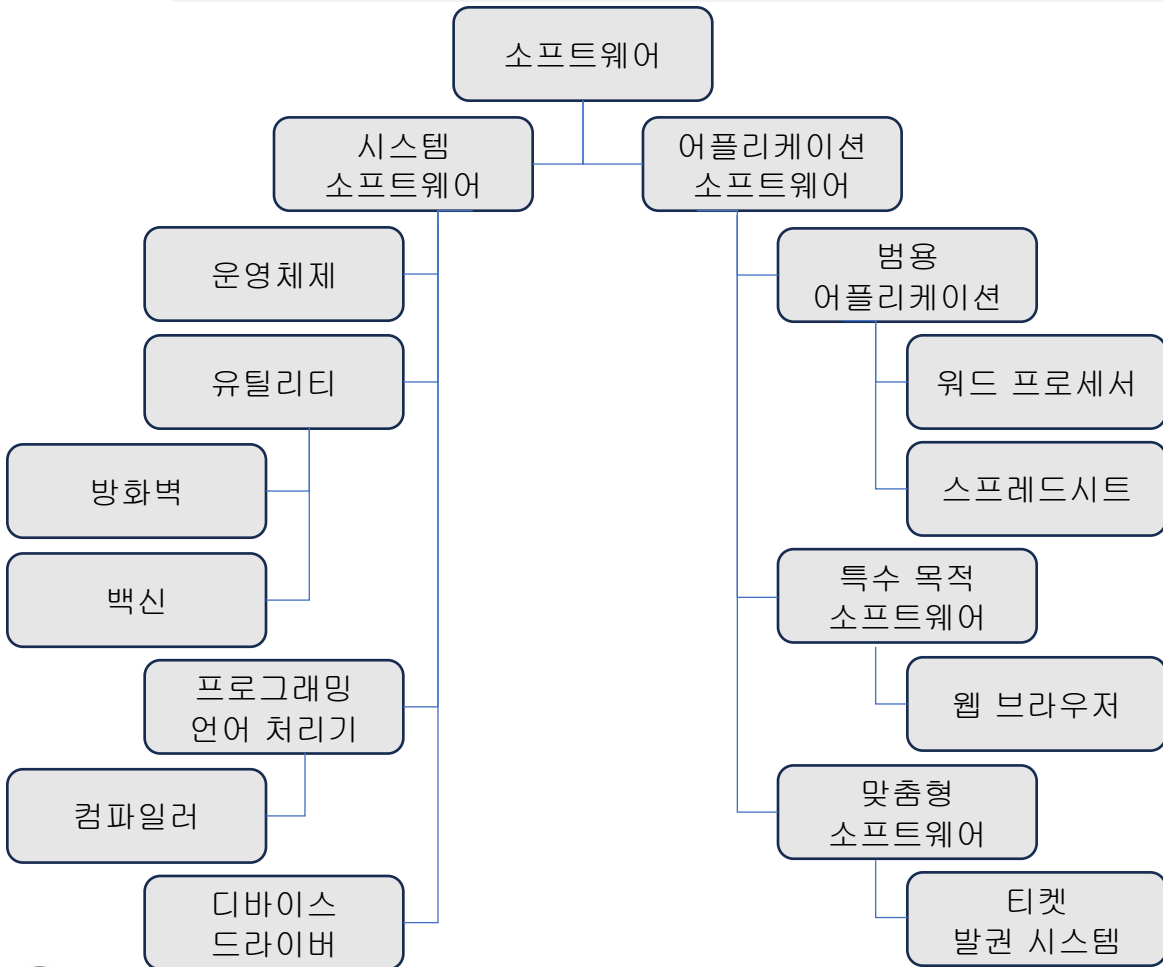 소프트웨어
시스템
소프트웨어
어플리케이션
소프트웨어
운영체제
유틸리티
방화벽
백신
프로그래밍
언어 처리기
컴파일러
디바이스
드라이버
범용
어플리케이션
워드 프로세서
스프레드시트
특수 목적
소프트웨어
웹 브라우저
맞춤형
소프트웨어
티켓
발권 시스템